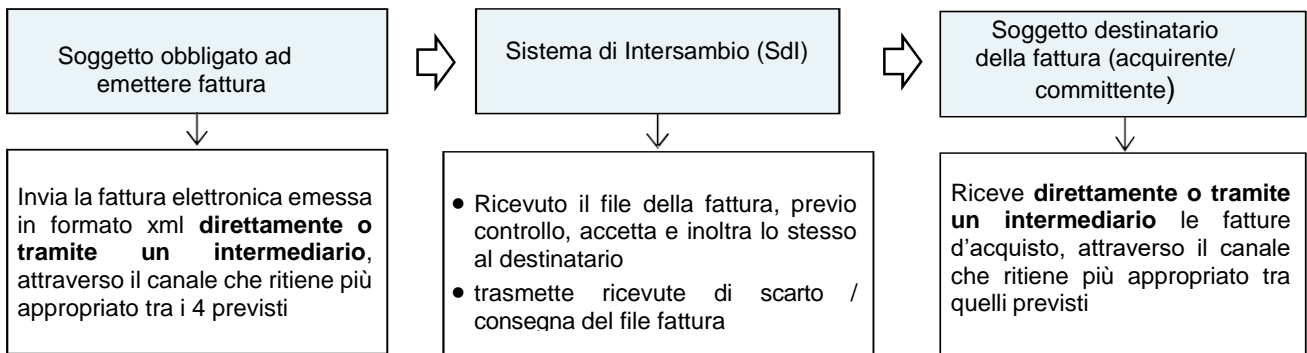 Soggetto obbligato ad
emettere fattura
Sistema di Intersambio (SdI)
Soggetto destinatario
della fattura (acquirente/
committente)
Invia la fattura elettronica emessa
in formato xml direttamente o
tramite un intermediario,
attraverso il canale che ritiene più
appropriato tra i 4 previsti
• Ricevuto il file della fattura, previo
controllo, accetta e inoltra lo stesso
al destinatario
• trasmette ricevute di scarto /
consegna del file fattura
Riceve direttamente o tramite
un intermediario le fatture
d’acquisto, attraverso il canale
che ritiene più appropriato tra
quelli previsti